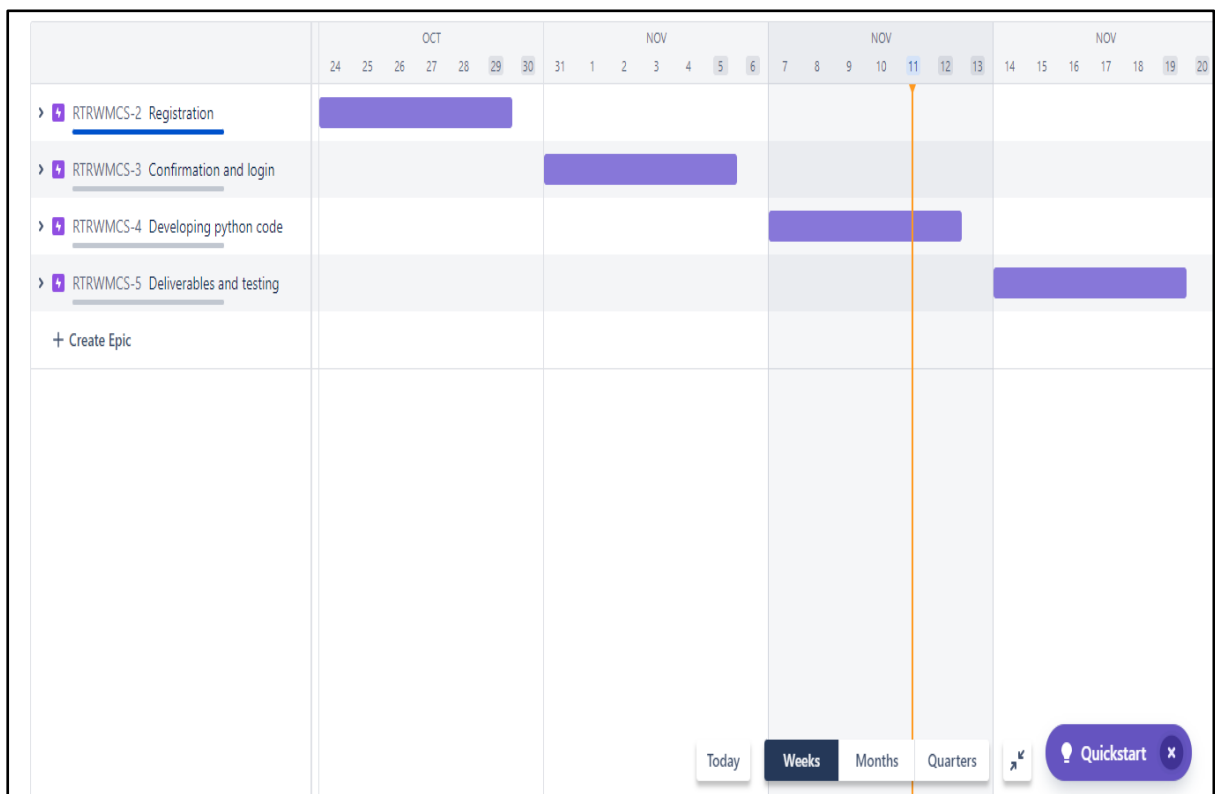 OCT NOV NOV NOV
24 25 26 27 28 29 30 31 1 2 3 4 5 6 7 8 9 10 11 12 13 14 15 16 17 18 19 20
RTRWMCS-2 Registration
RTRWMCS-3 Confirmation and login
RTRWMCS-4 Developing python code
RTRWMCS-5 Deliverables and testing
+ Create Epic
Today Weeks Months Quarters Quickstart